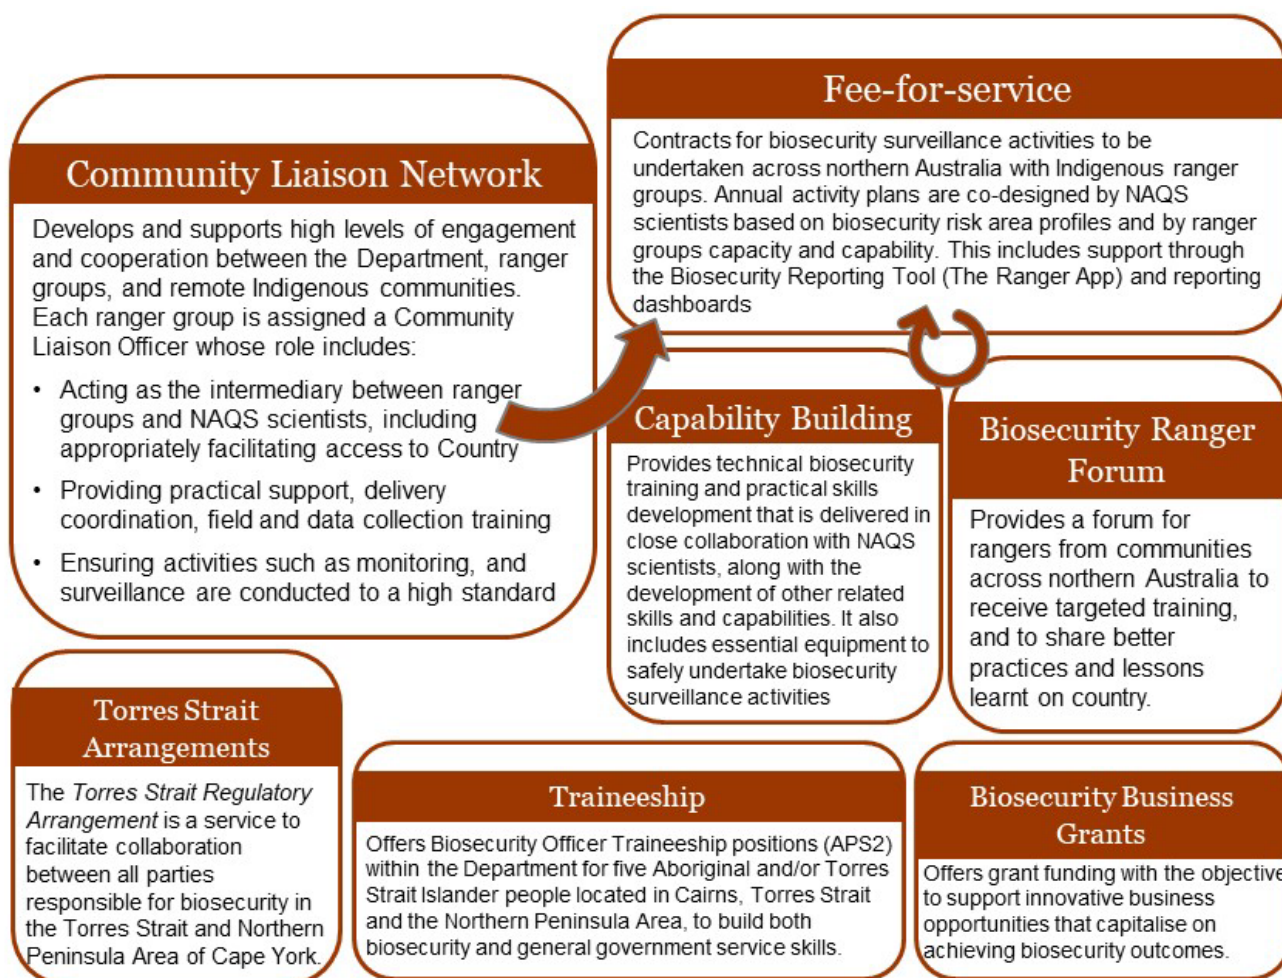 Community Liaison Network
Develops and supports high levels of engagement
and cooperation between the Department, ranger
groups, and remote Indigenous communities.
Each ranger group is assigned a Community
Liaison Officer whose role includes:
• Acting as the intermediary between ranger
groups and NAQS scientists, including
appropriately facilitating access to Country
• Providing practical support, delivery
coordination, field and data collection training
• Ensuring activities such as monitoring, and
surveillance are conducted to a high standard
Fee-for-service
Contracts for biosecurity surveillance activities to be
undertaken across northern Australia with Indigenous ranger
groups. Annual activity plans are co-designed by NAQS
scientists based on biosecurity risk area profiles and by ranger
groups capacity and capability. This includes support through
the Biosecurity Reporting Tool (The Ranger App) and reporting
dashboards
Capability Building
Provides technical biosecurity
training and practical skills
development that is delivered in
close collaboration with NAQS
scientists, along with the
development of other related
skills and capabilities. It also
includes essential equipment to
safely undertake biosecurity
surveillance activities
Biosecurity Ranger
Forum
Provides a forum for
rangers from communities
across northern Australia to
receive targeted training,
and to share better
practices and lessons
learnt on country.
Torres Strait
Arrangements
The Torres Strait Regulatory
Arrangement is a service to
facilitate collaboration
between all parties
responsible for biosecurity in
the Torres Strait and Northern
Peninsula Area of Cape York.
Traineeship
Offers Biosecurity Officer Traineeship positions (APS2)
within the Department for five Aboriginal and/or Torres
Strait Islander people located in Cairns, Torres Strait
and the Northern Peninsula Area, to build both
biosecurity and general government service skills.
Biosecurity Business
Grants
Offers grant funding with the objective
to support innovative business
opportunities that capitalise on
achieving biosecurity outcomes.